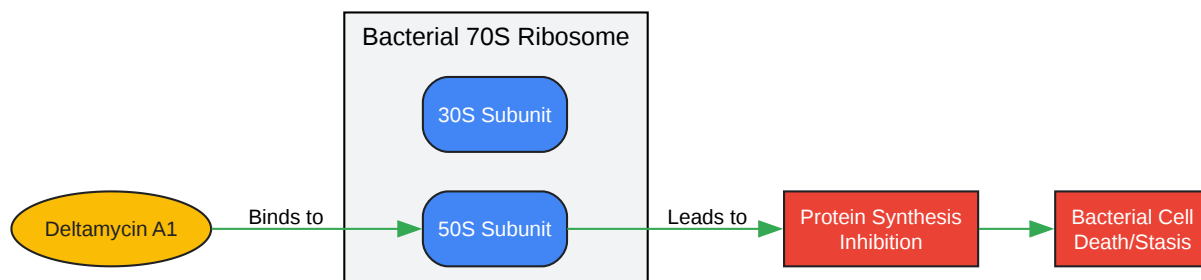 Bacterial 70S Ribosome
30S Subunit
Deltamycin A1
Binds to
50S Subunit
Leads to
Protein Synthesis
Inhibition
Bacterial Cell
Death/Stasis